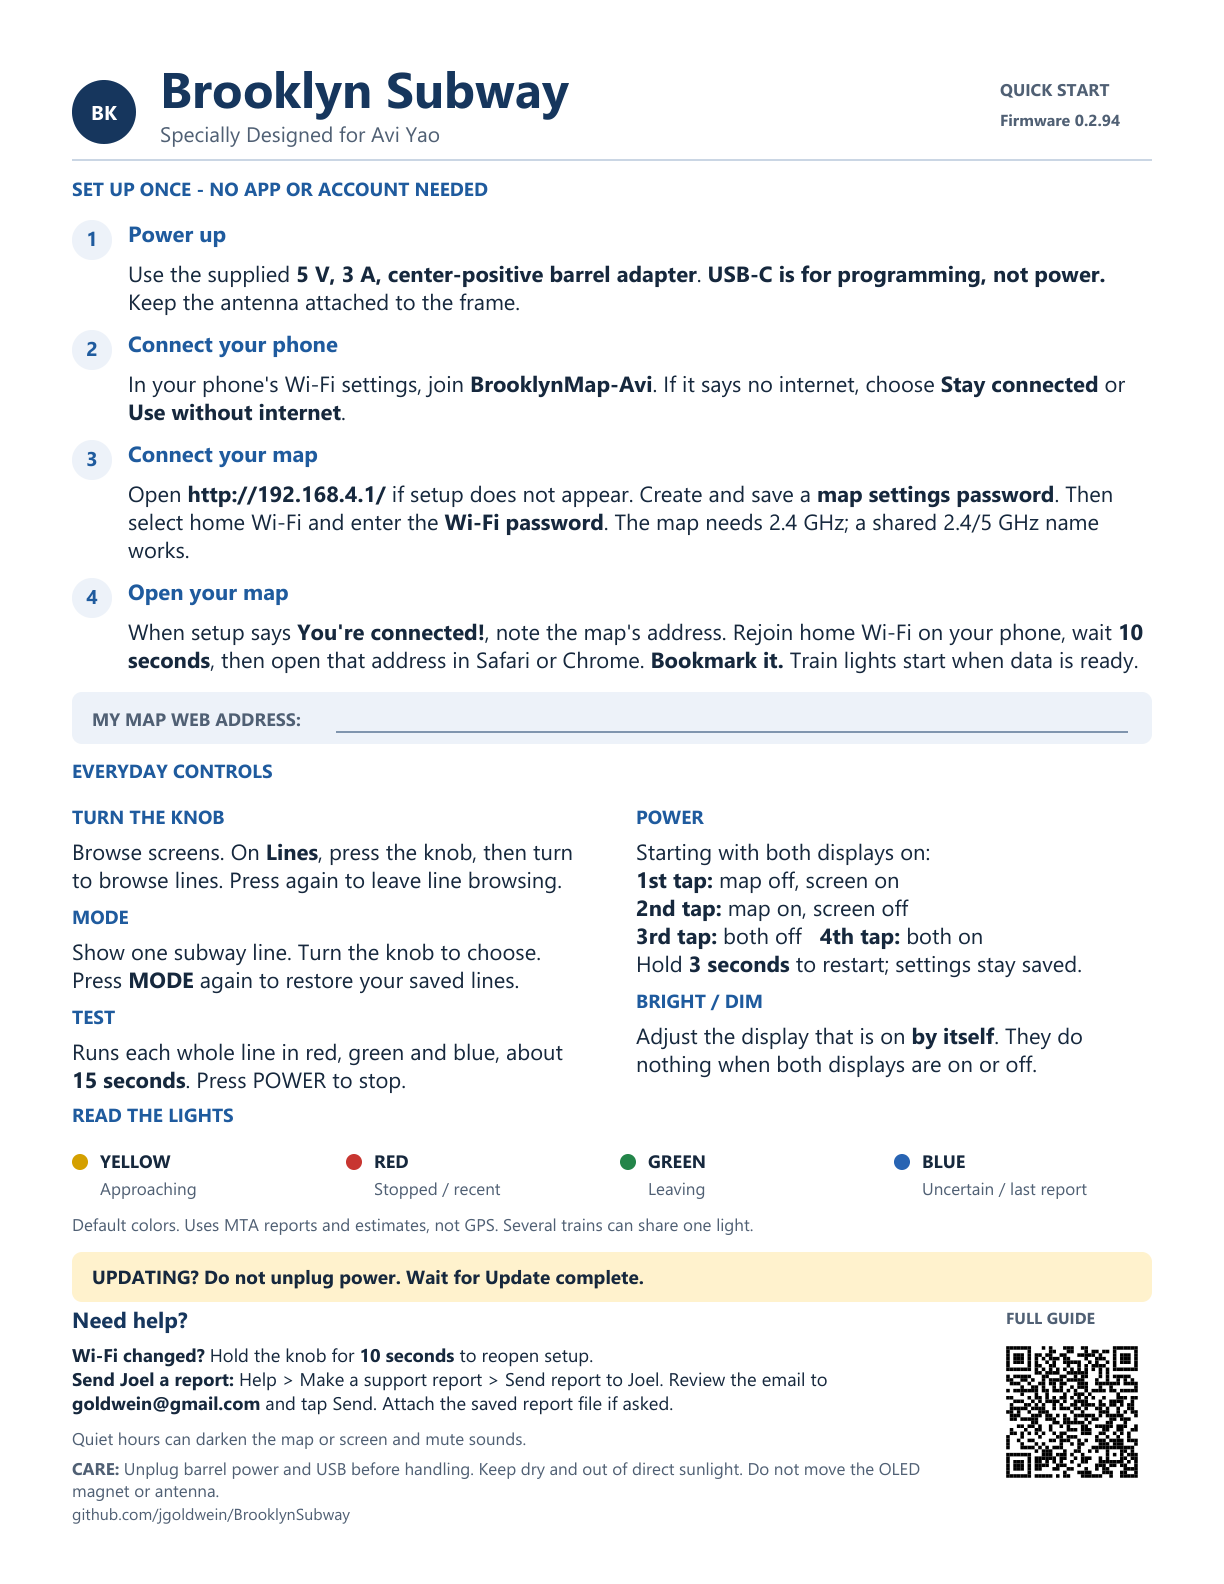 BK
Brooklyn Subway
Specially Designed for Avi Yao
QUICK START
Firmware 0.2.94
SET UP ONCE - NO APP OR ACCOUNT NEEDED
1
Power up
Use the supplied 5 V, 3 A, center-positive barrel adapter. USB-C is for programming, not power.
Keep the antenna attached to the frame.
2
Connect your phone
In your phone's Wi-Fi settings, join BrooklynMap-Avi. If it says no internet, choose Stay connected or
Use without internet.
3
Connect your map
Open http://192.168.4.1/ if setup does not appear. Create and save a map settings password. Then
select home Wi-Fi and enter the Wi-Fi password. The map needs 2.4 GHz; a shared 2.4/5 GHz name
works.
4
Open your map
When setup says You're connected!, note the map's address. Rejoin home Wi-Fi on your phone, wait 10
seconds, then open that address in Safari or Chrome. Bookmark it. Train lights start when data is ready.
MY MAP WEB ADDRESS:
EVERYDAY CONTROLS
TURN THE KNOB
Browse screens. On Lines, press the knob, then turn
to browse lines. Press again to leave line browsing.
MODE
Show one subway line. Turn the knob to choose.
Press MODE again to restore your saved lines.
TEST
Runs each whole line in red, green and blue, about
15 seconds. Press POWER to stop.
POWER
Starting with both displays on:
1st tap: map off, screen on
2nd tap: map on, screen off
3rd tap: both off 4th tap: both on
Hold 3 seconds to restart; settings stay saved.
BRIGHT / DIM
Adjust the display that is on by itself. They do
nothing when both displays are on or off.
READ THE LIGHTS
YELLOW
Approaching
RED
Stopped / recent
GREEN
Leaving
BLUE
Uncertain / last report
Default colors. Uses MTA reports and estimates, not GPS. Several trains can share one light.
UPDATING? Do not unplug power. Wait for Update complete.
Need help?
Wi-Fi changed? Hold the knob for 10 seconds to reopen setup.
Send Joel a report: Help > Make a support report > Send report to Joel. Review the email to
goldwein@gmail.com and tap Send. Attach the saved report file if asked.
Quiet hours can darken the map or screen and mute sounds.
CARE: Unplug barrel power and USB before handling. Keep dry and out of direct sunlight. Do not move the OLED
magnet or antenna.
github.com/jgoldwein/BrooklynSubway
FULL GUIDE